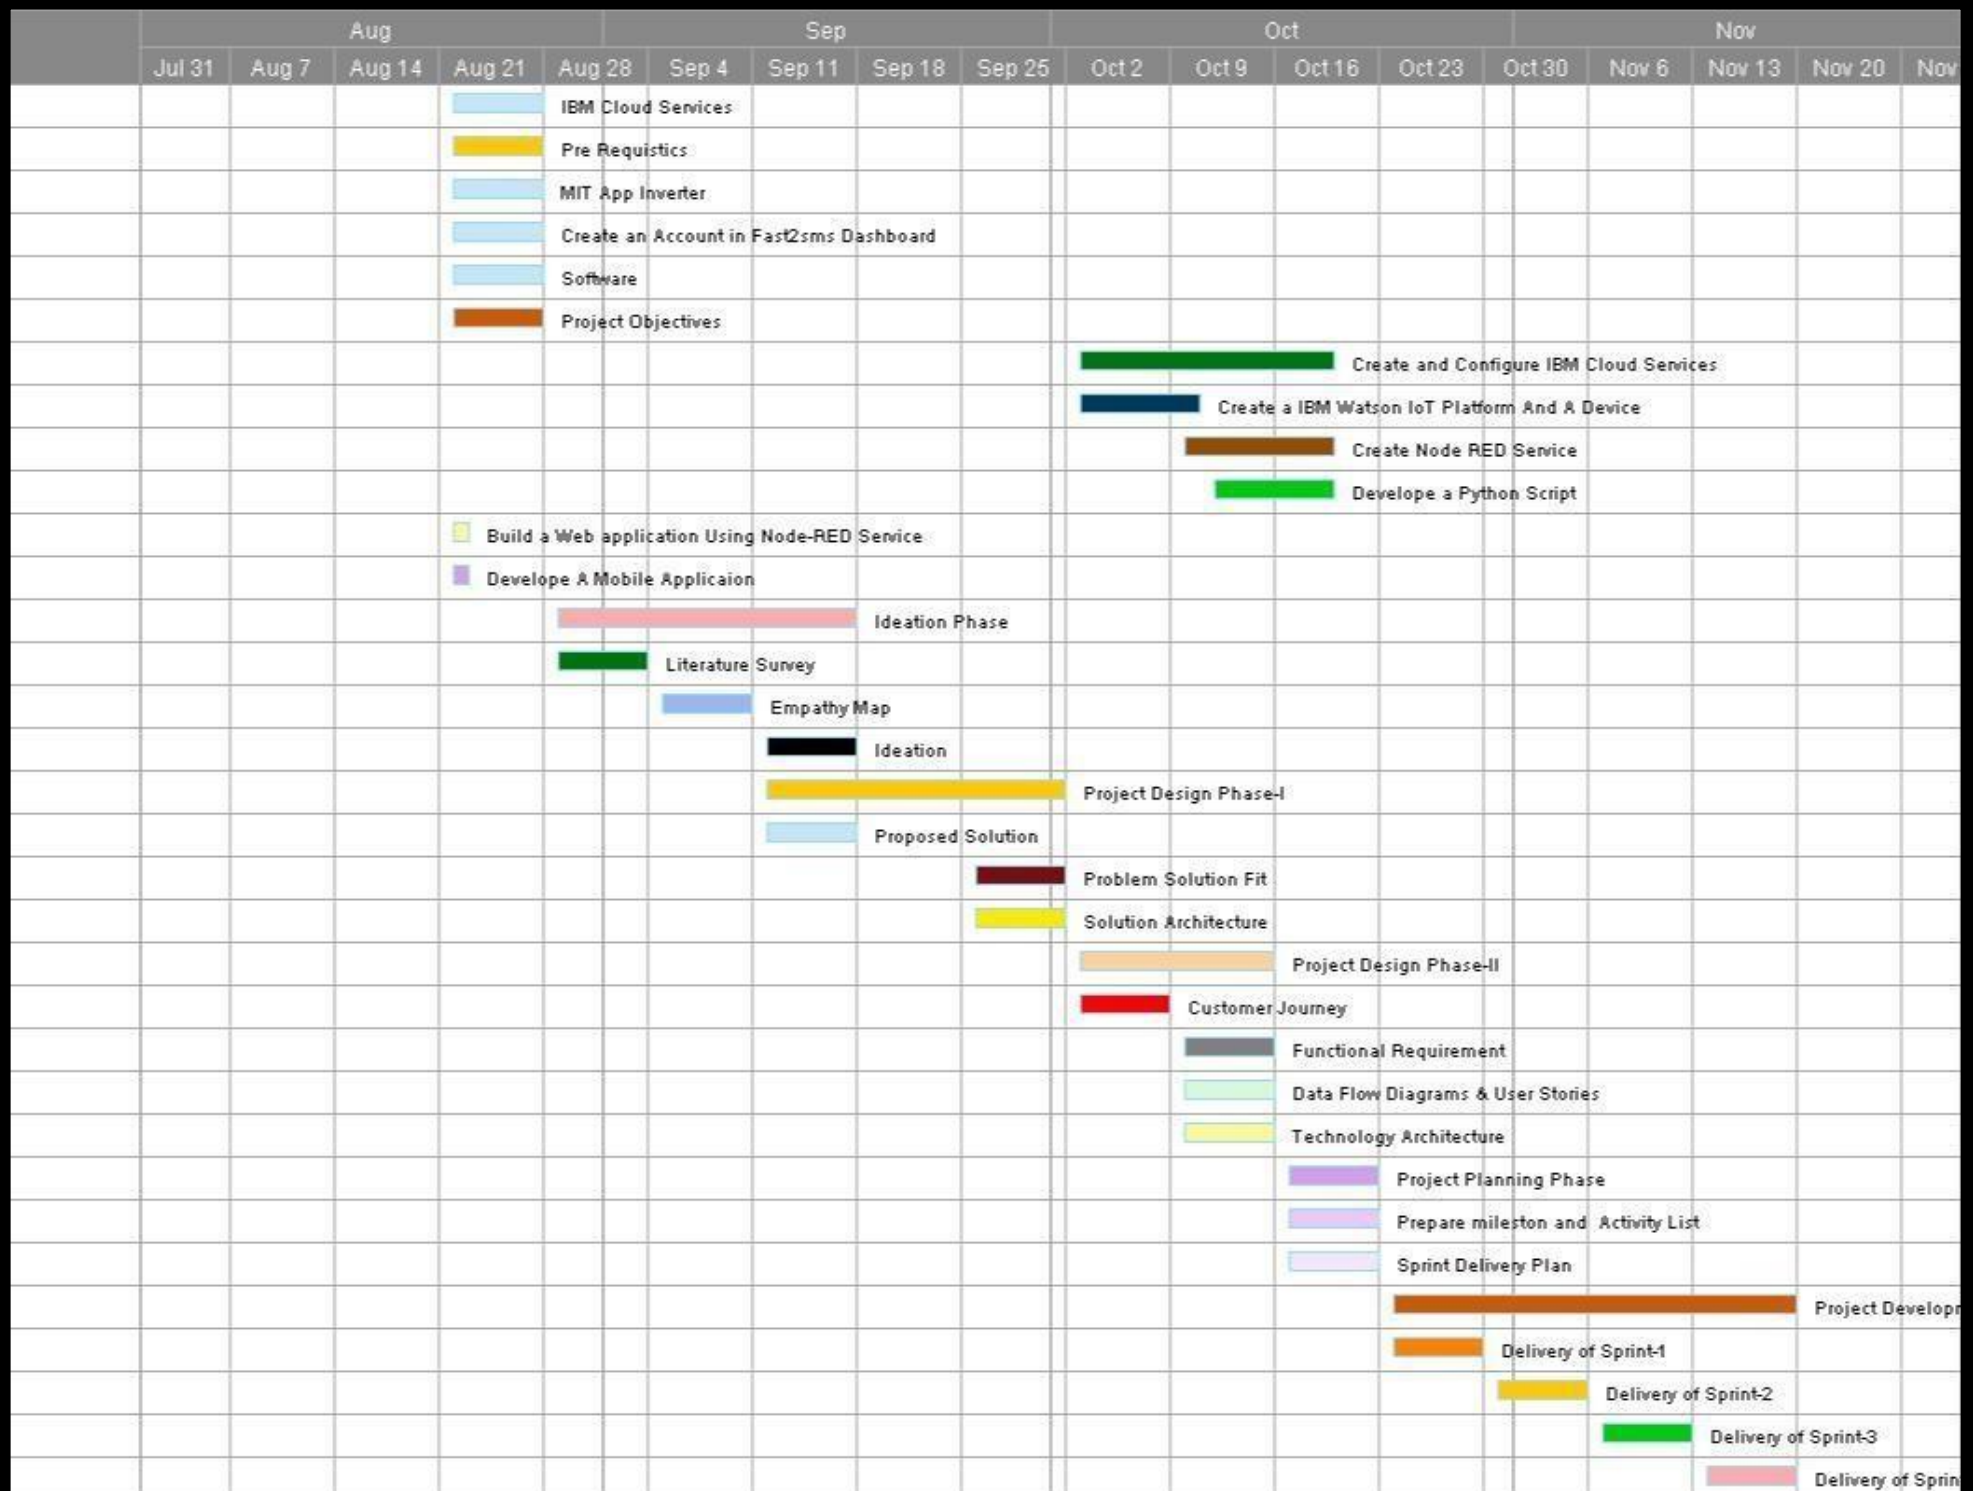 Aug Sep Oct Nov
Jul 31 Aug 7 Aug 14 Aug 21 Aug 28 Sep 4 Sep 11 Sep 18 Sep 25 Oct 2 Oct 9 Oct 16 Oct 23 Oct 30 Nov 6 Nov 13 Nov 20 Nov
IBM Cloud Services
Pre Requistics
MIT App Inverter
Create an Account in Fast2sms Dashboard
Software
Project Objectives
Create and Configure IBM Cloud Services
Create a IBM Watson IoT Platform And A Device
Create Node RED Service
Develope a Python Script
Build a Web application Using Node-RED Service
Develope A Mobile Applicaion
Ideation Phase
Literature Survey
Empathy Map
Ideation
Project Design Phase-I
Proposed Solution
Problem Solution Fit
Solution Architecture
Project Design Phase-II
Customer Journey
Functional Requirement
Data Flow Diagrams & User Stories
Technology Architecture
Project Planning Phase
Prepare mileston and Activity List
Sprint Delivery Plan
Project Developr
Delivery of Sprint-1
Delivery of Sprint-2
Delivery of Sprint-3
Delivery of Sprin